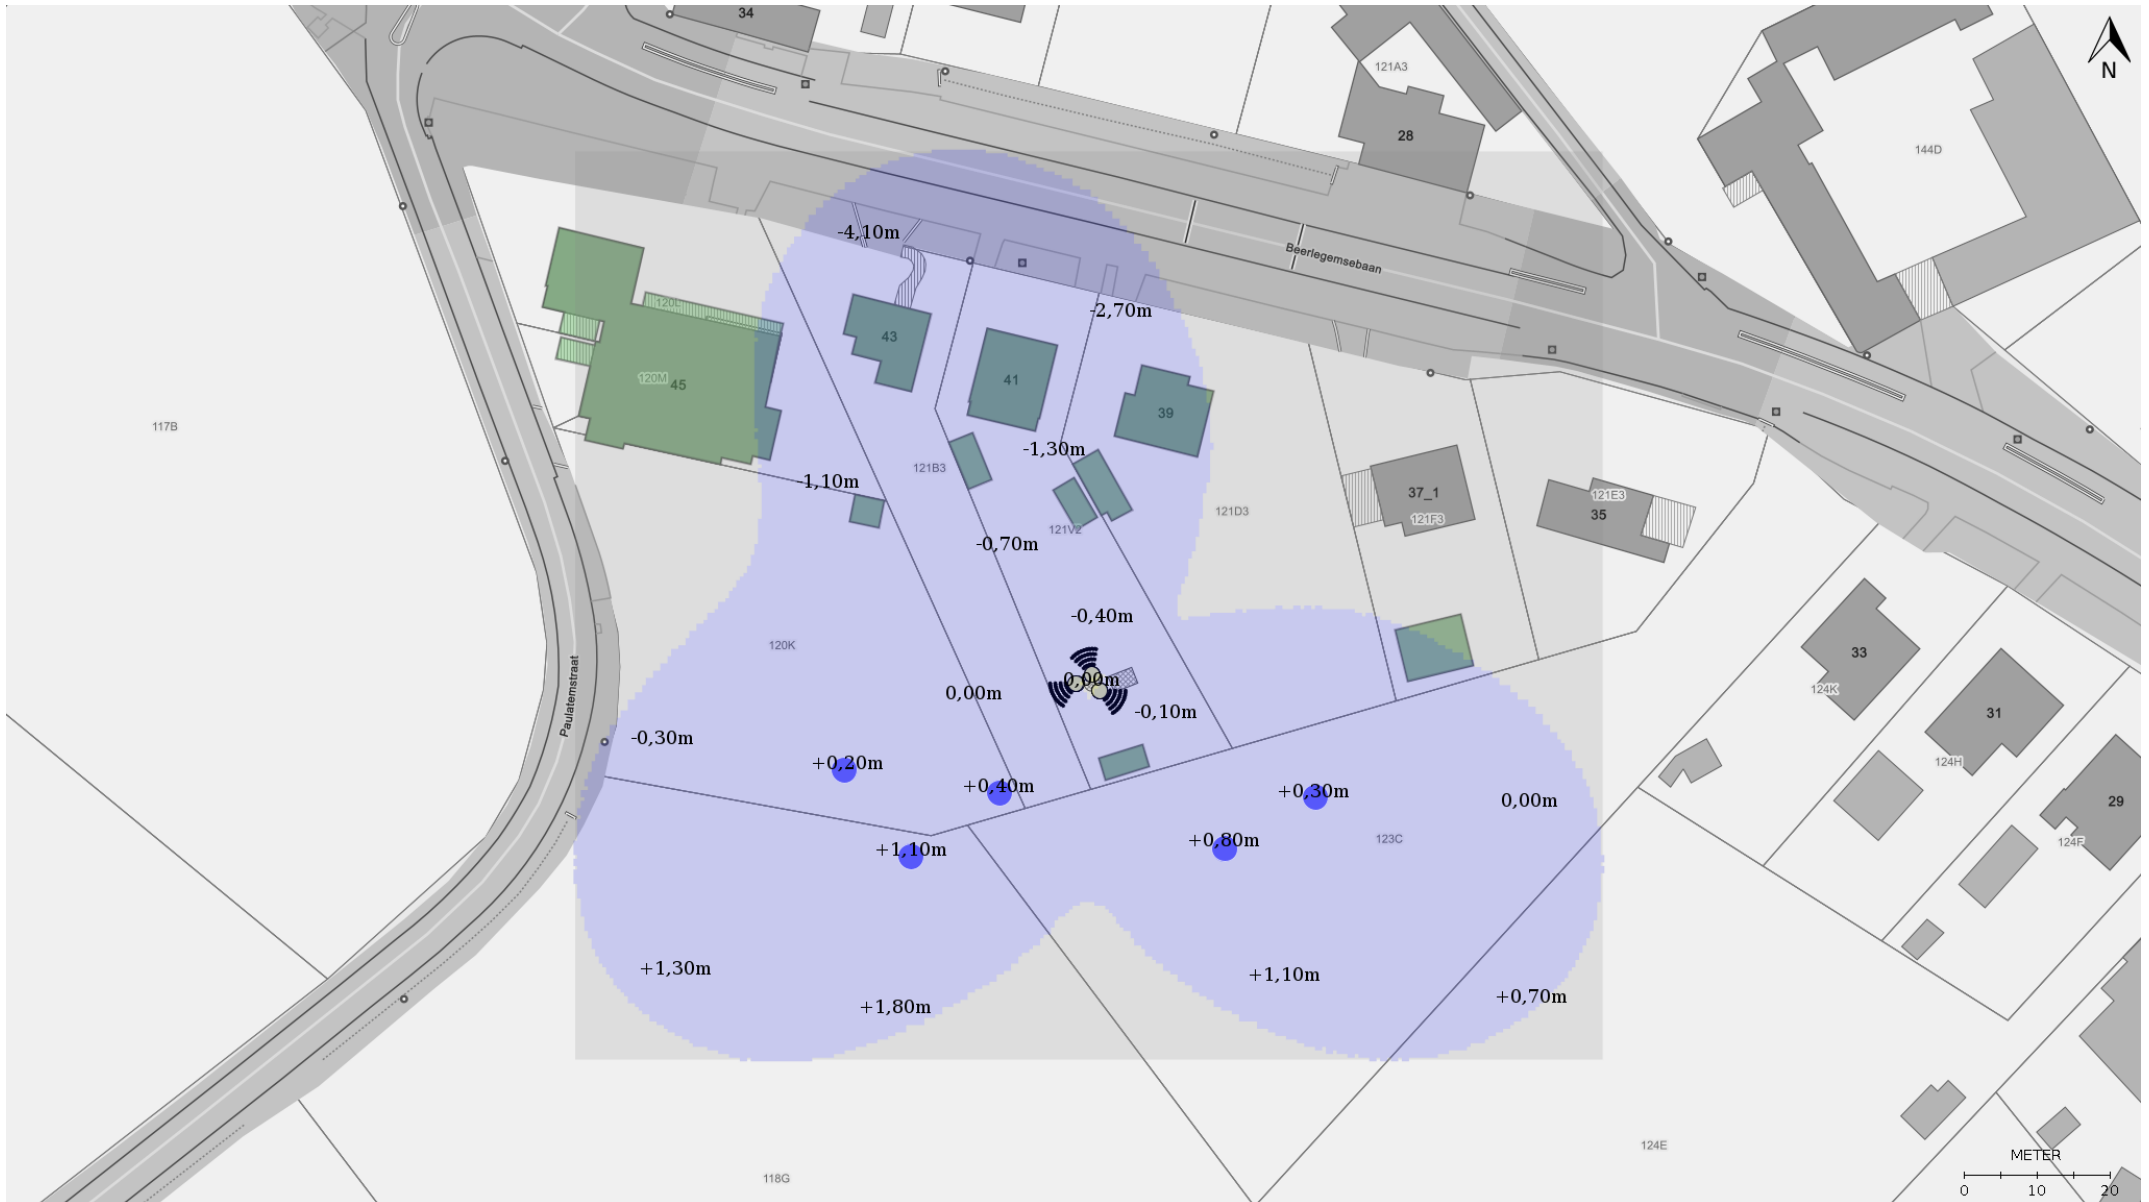 34
N
121A3
28
144D
-4,10m
Beerlegemsebaan
120L
-2,70m
43
41
120M
45
39
117B
-1,30m
121B3
-1,10m
37_1
121E3
35
121D3
121F3
121V2
-0,70m
-0,40m
120K
33
0,00m
0,00m
124K
Paulatemstraat
-0,10m
31
-0,30m
+0,20m
124H
+0,40m
+0,30m
0,00m
29
+1,10m
+0,80m
123C
124F
+1,30m
+1,10m
+1,80m
+0,70m
124E
METER
118G
0 10 20